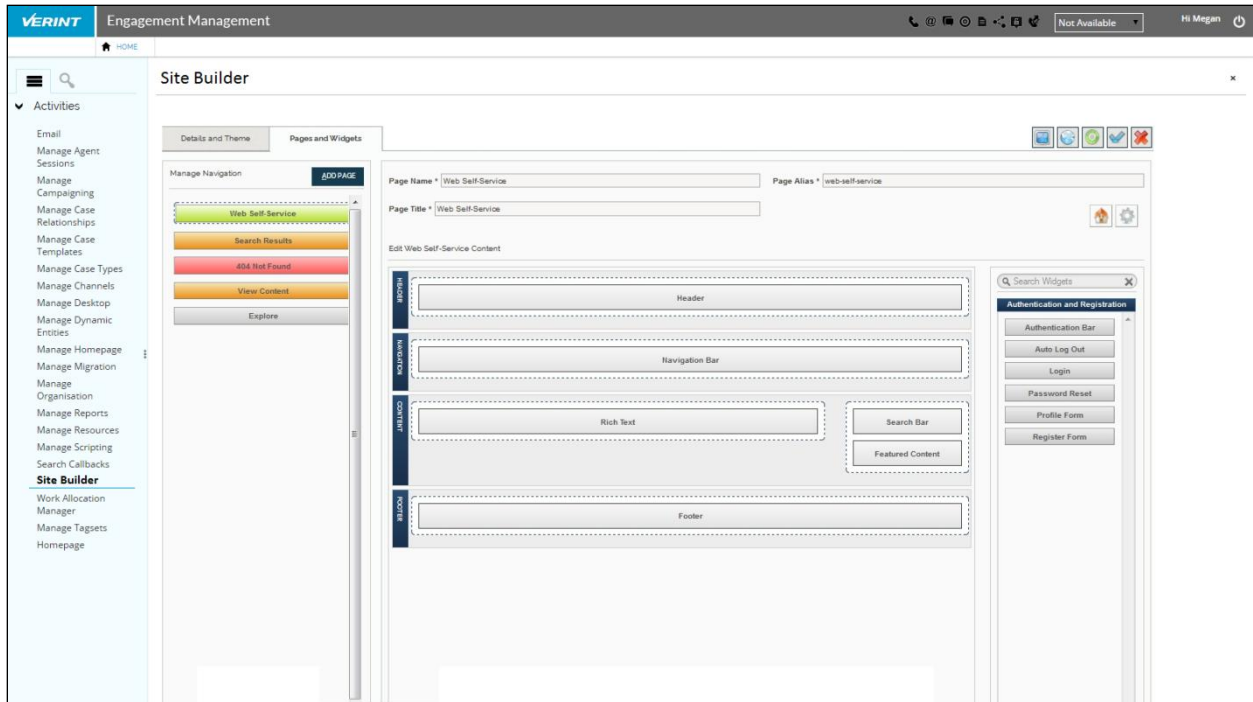 VERINT Engagement Management Not Available Hi Megan
HOME
Site Builder
Activities
Email
Manage Agent
Sessions
Manage
Campaigning
Manage Case
Relationships
Manage Case
Templates
Manage Case Types
Manage Channels
Manage Desktop
Manage Dynamic
Entities
Manage Homepage
Manage Migration
Manage
Organisation
Manage Reports
Manage Resources
Manage Scripting
Search Callbacks
Site Builder
Work Allocation
Manager
Manage Tagsets
Homepage
Details and Theme Pages and Widgets
Manage Navigation ADD PAGE
Web Self-Service
Search Results
404 Not Found
View Content
Explore
Page Name * Web Self-Service Page Alias * web-self-service
Page Title * Web Self-Service
Edit Web Self-Service Content
HEADER
Header
NAVIGATION
Navigation Bar
CONTENT
Rich Text
Search Bar
Featured Content
FOOTER
Footer
Search Widgets
Authentication and Registration
Authentication Bar
Auto Log Out
Login
Password Reset
Profile Form
Register Form